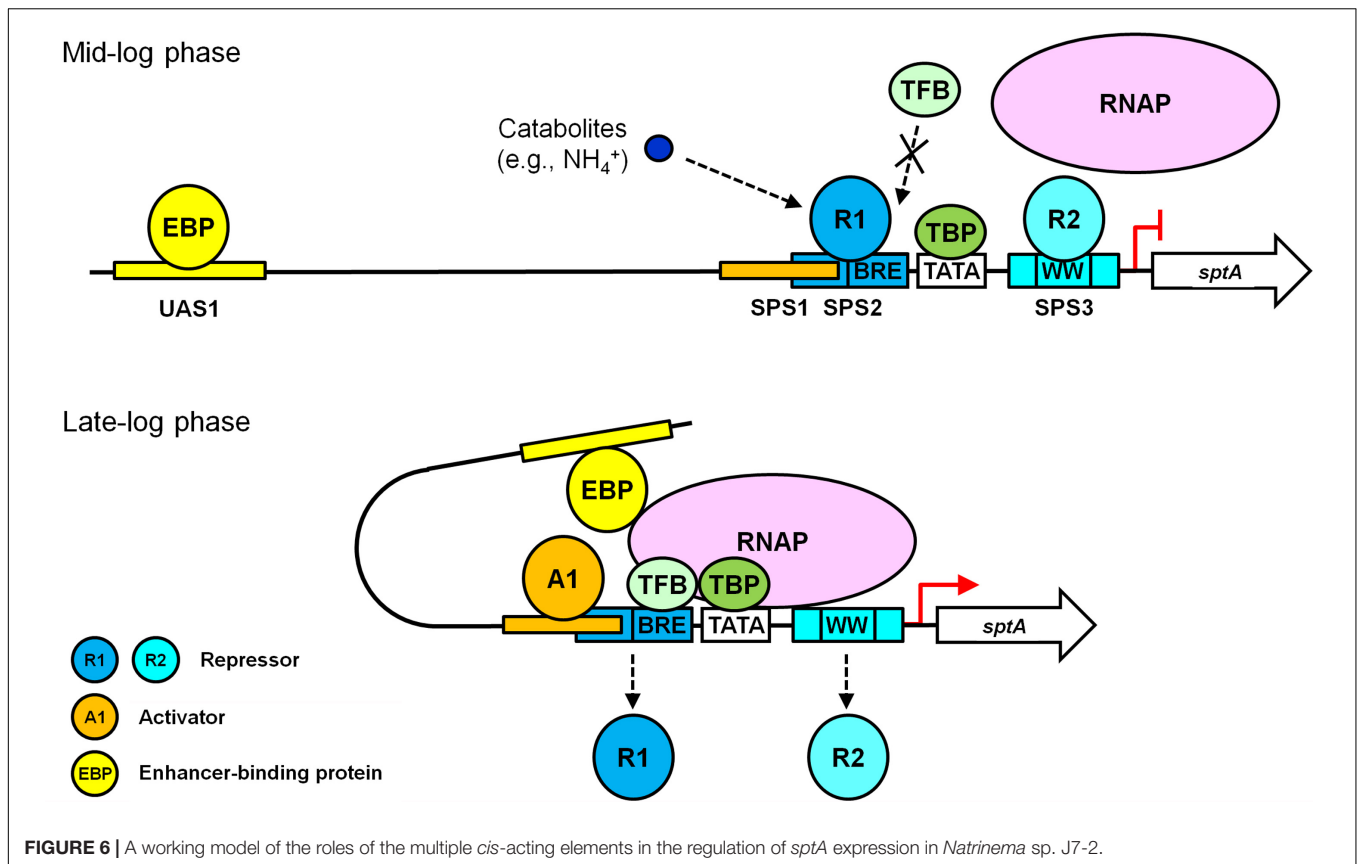 Mid-log phase
TFB
RNAP
Catabolites
(e.g., NH₄⁺)
EBP
R1
TBP
R2
BRE
TATA
WW
sptA
UAS1
SPS1
SPS2
SPS3
Late-log phase
EBP
RNAP
A1
TFB
TBP
BRE
TATA
WW
sptA
R1
R2
Repressor
A1
Activator
EBP
Enhancer-binding protein
R1
R2
FIGURE 6 | A working model of the roles of the multiple cis-acting elements in the regulation of sptA expression in Natrinema sp. J7-2.